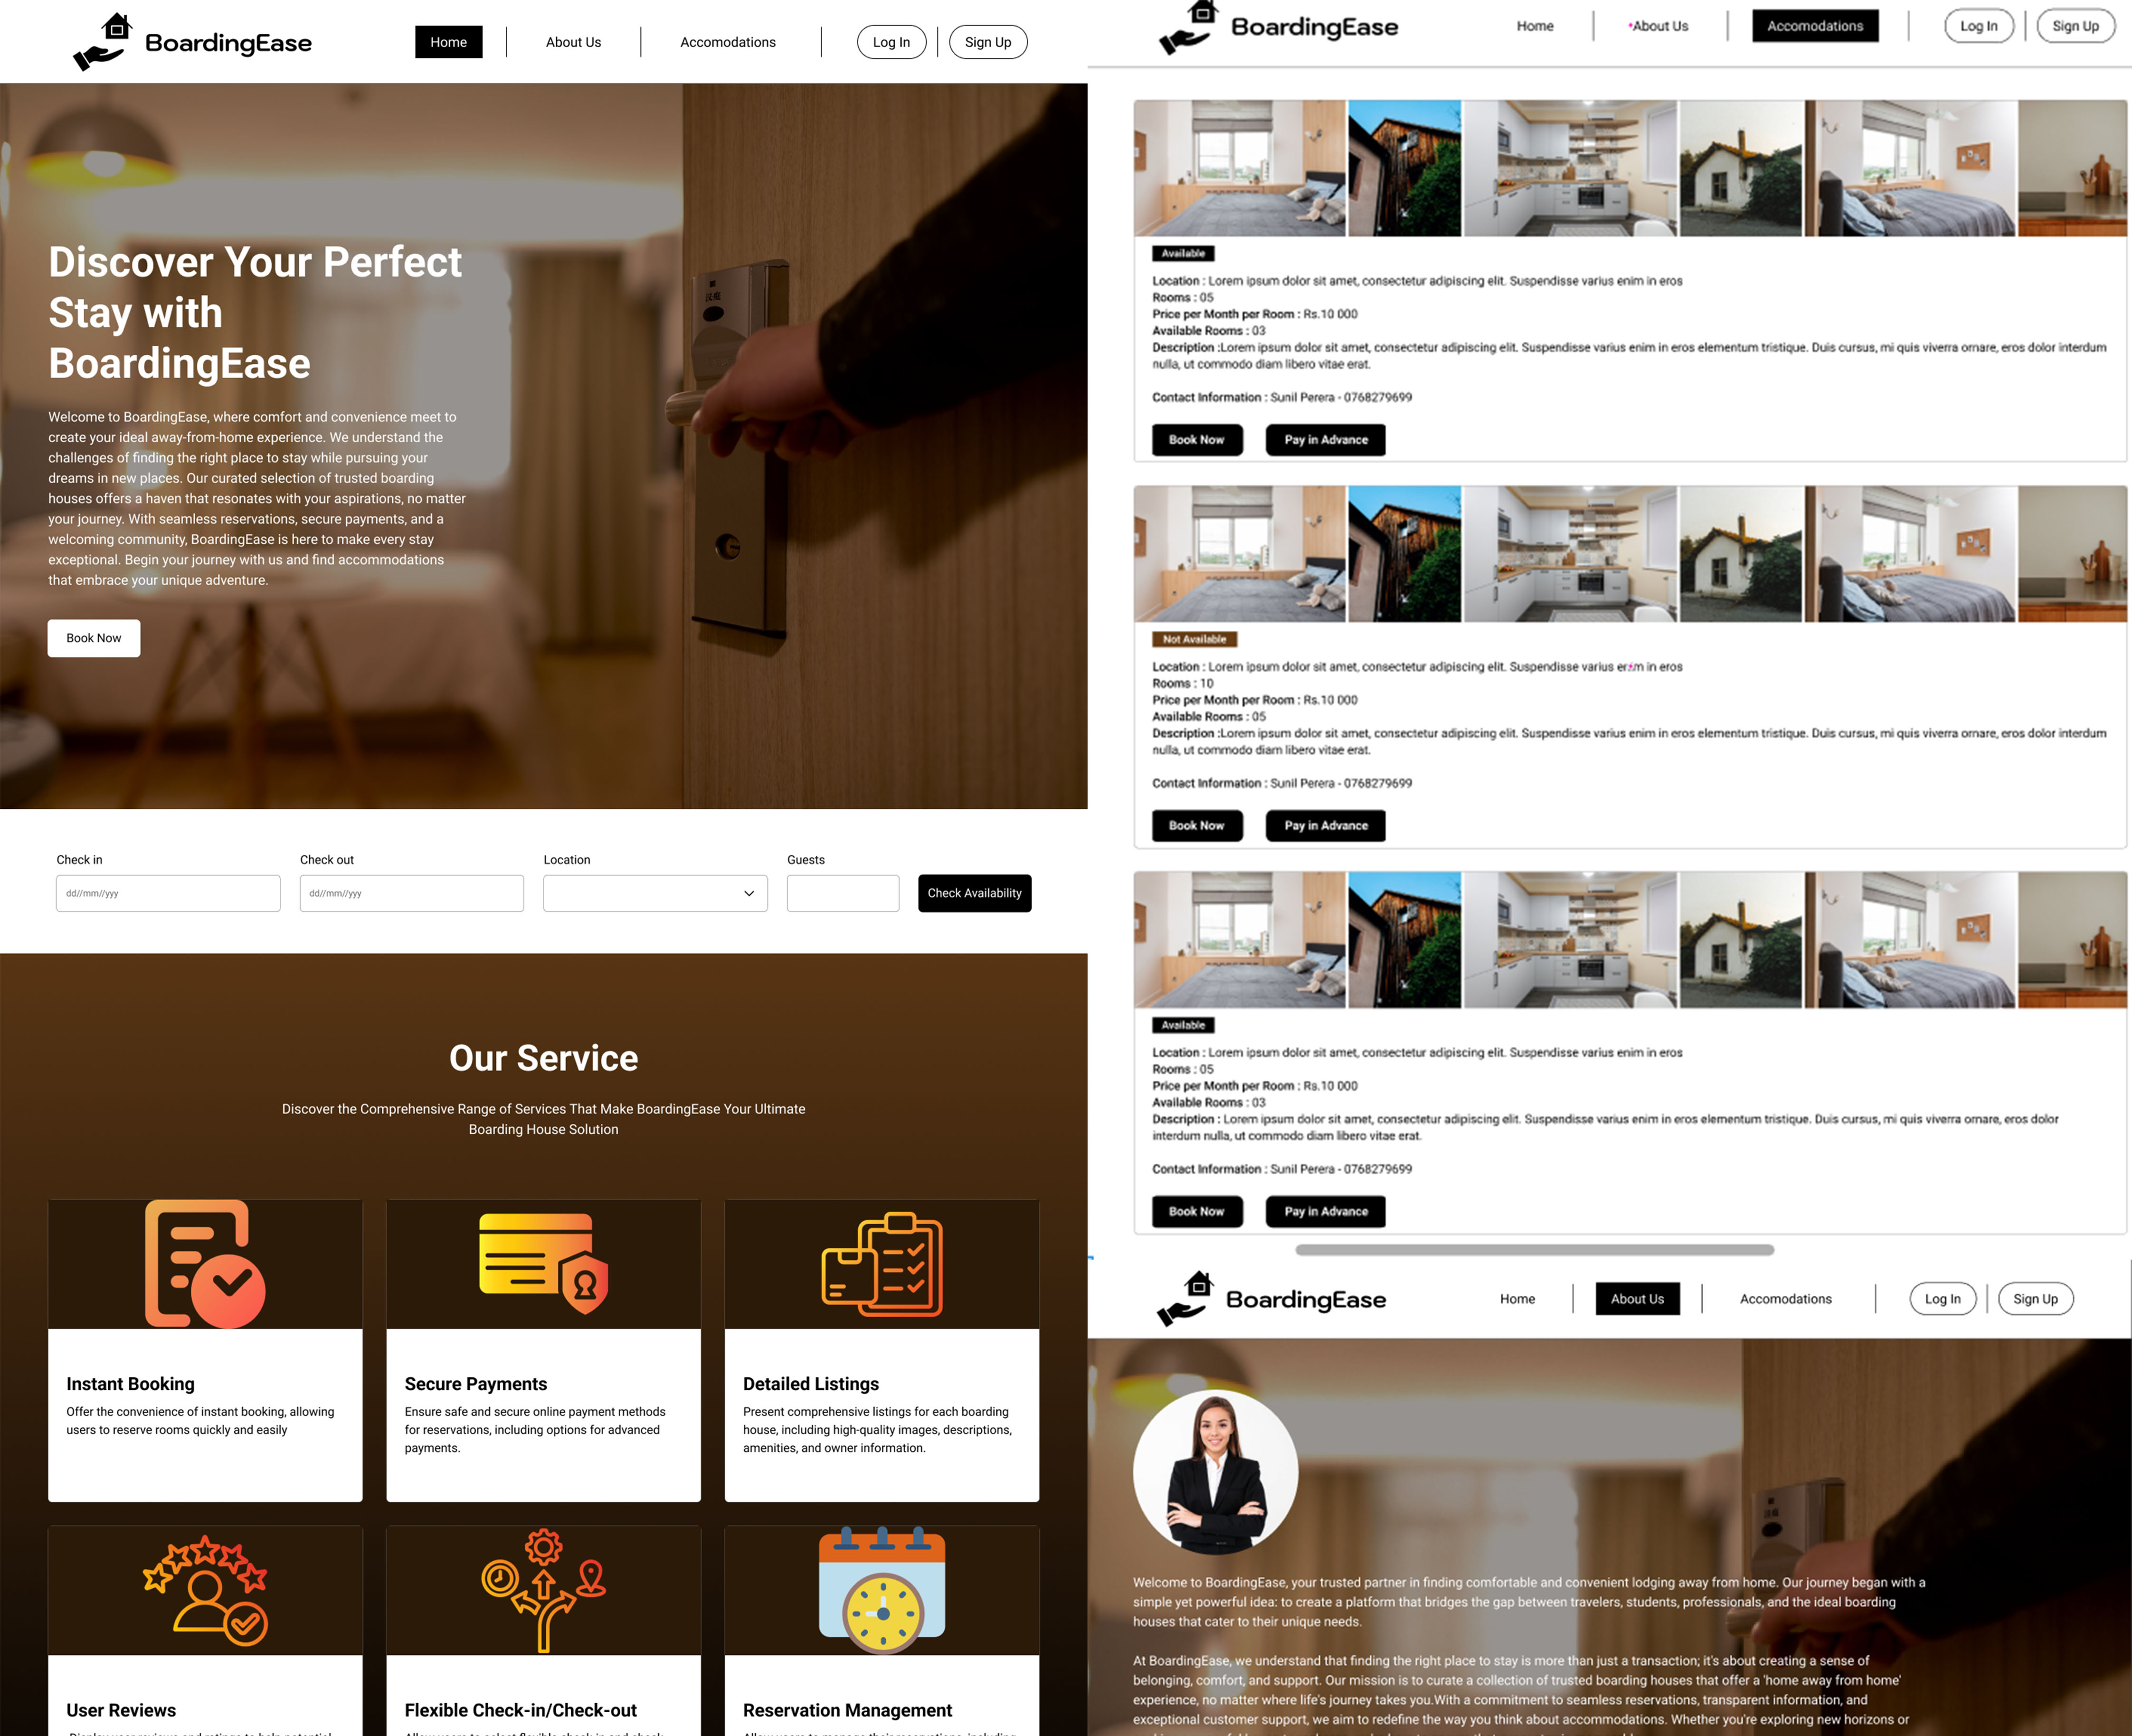 BoardingEase
Home
About Us
Accomodations
Log In
Sign Up
Discover Your Perfect
Stay with
BoardingEase
Welcome to BoardingEase, where comfort and convenience meet to
create your ideal away-from-home experience. We understand the
challenges of finding the right place to stay while pursuing your
dreams in new places. Our curated selection of trusted boarding
houses offers a haven that resonates with your aspirations, no matter
your journey. With seamless reservations, secure payments, and a
welcoming community, BoardingEase is here to make every stay
exceptional. Begin your journey with us and find accommodations
that embrace your unique adventure.
Book Now
汉庭
Check in
Check out
Location
Guests
dd//mm//yyy
dd//mm//yyy
Check Availability
Our Service
Discover the Comprehensive Range of Services That Make BoardingEase Your Ultimate
Boarding House Solution
Instant Booking
Offer the convenience of instant booking, allowing
users to reserve rooms quickly and easily
Secure Payments
Ensure safe and secure online payment methods
for reservations, including options for advanced
payments.
Detailed Listings
Present comprehensive listings for each boarding
house, including high-quality images, descriptions,
amenities, and owner information.
User Reviews
Flexible Check-in/Check-out
Reservation Management
BoardingEase
Home
About Us
Accomodations
Log In
Sign Up
Available
Location : Lorem ipsum dolor sit amet, consectetur adipiscing elit. Suspendisse varius enim in eros
Rooms : 05
Price per Month per Room : Rs.10 000
Available Rooms : 03
Description :Lorem ipsum dolor sit amet, consectetur adipiscing elit. Suspendisse varius enim in eros elementum tristique. Duis cursus, mi quis viverra ornare, eros dolor interdum
nulla, ut commodo diam libero vitae erat.
Contact Information : Sunil Perera - 0768279699
Book Now
Pay in Advance
Not Available
Location : Lorem ipsum dolor sit amet, consectetur adipiscing elit. Suspendisse varius enim in eros
Rooms : 10
Price per Month per Room : Rs.10 000
Available Rooms : 05
Description :Lorem ipsum dolor sit amet, consectetur adipiscing elit. Suspendisse varius enim in eros elementum tristique. Duis cursus, mi quis viverra ornare, eros dolor interdum
nulla, ut commodo diam libero vitae erat.
Contact Information : Sunil Perera - 0768279699
Book Now
Pay in Advance
Available
Location : Lorem ipsum dolor sit amet, consectetur adipiscing elit. Suspendisse varius enim in eros
Rooms : 05
Price per Month per Room : Rs.10 000
Available Rooms : 03
Description : Lorem ipsum dolor sit amet, consectetur adipiscing elit. Suspendisse varius enim in eros elementum tristique. Duis cursus, mi quis viverra ornare, eros dolor
interdum nulla, ut commodo diam libero vitae erat.
Contact Information : Sunil Perera - 0768279699
Book Now
Pay in Advance
BoardingEase
Home
About Us
Accomodations
Log In
Sign Up
Welcome to BoardingEase, your trusted partner in finding comfortable and convenient lodging away from home. Our journey began with a
simple yet powerful idea: to create a platform that bridges the gap between travelers, students, professionals, and the ideal boarding
houses that cater to their unique needs.
At BoardingEase, we understand that finding the right place to stay is more than just a transaction; it's about creating a sense of
belonging, comfort, and support. Our mission is to curate a collection of trusted boarding houses that offer a 'home away from home'
experience, no matter where life's journey takes you.With a commitment to seamless reservations, transparent information, and
exceptional customer support, we aim to redefine the way you think about accommodations. Whether you're exploring new horizons or